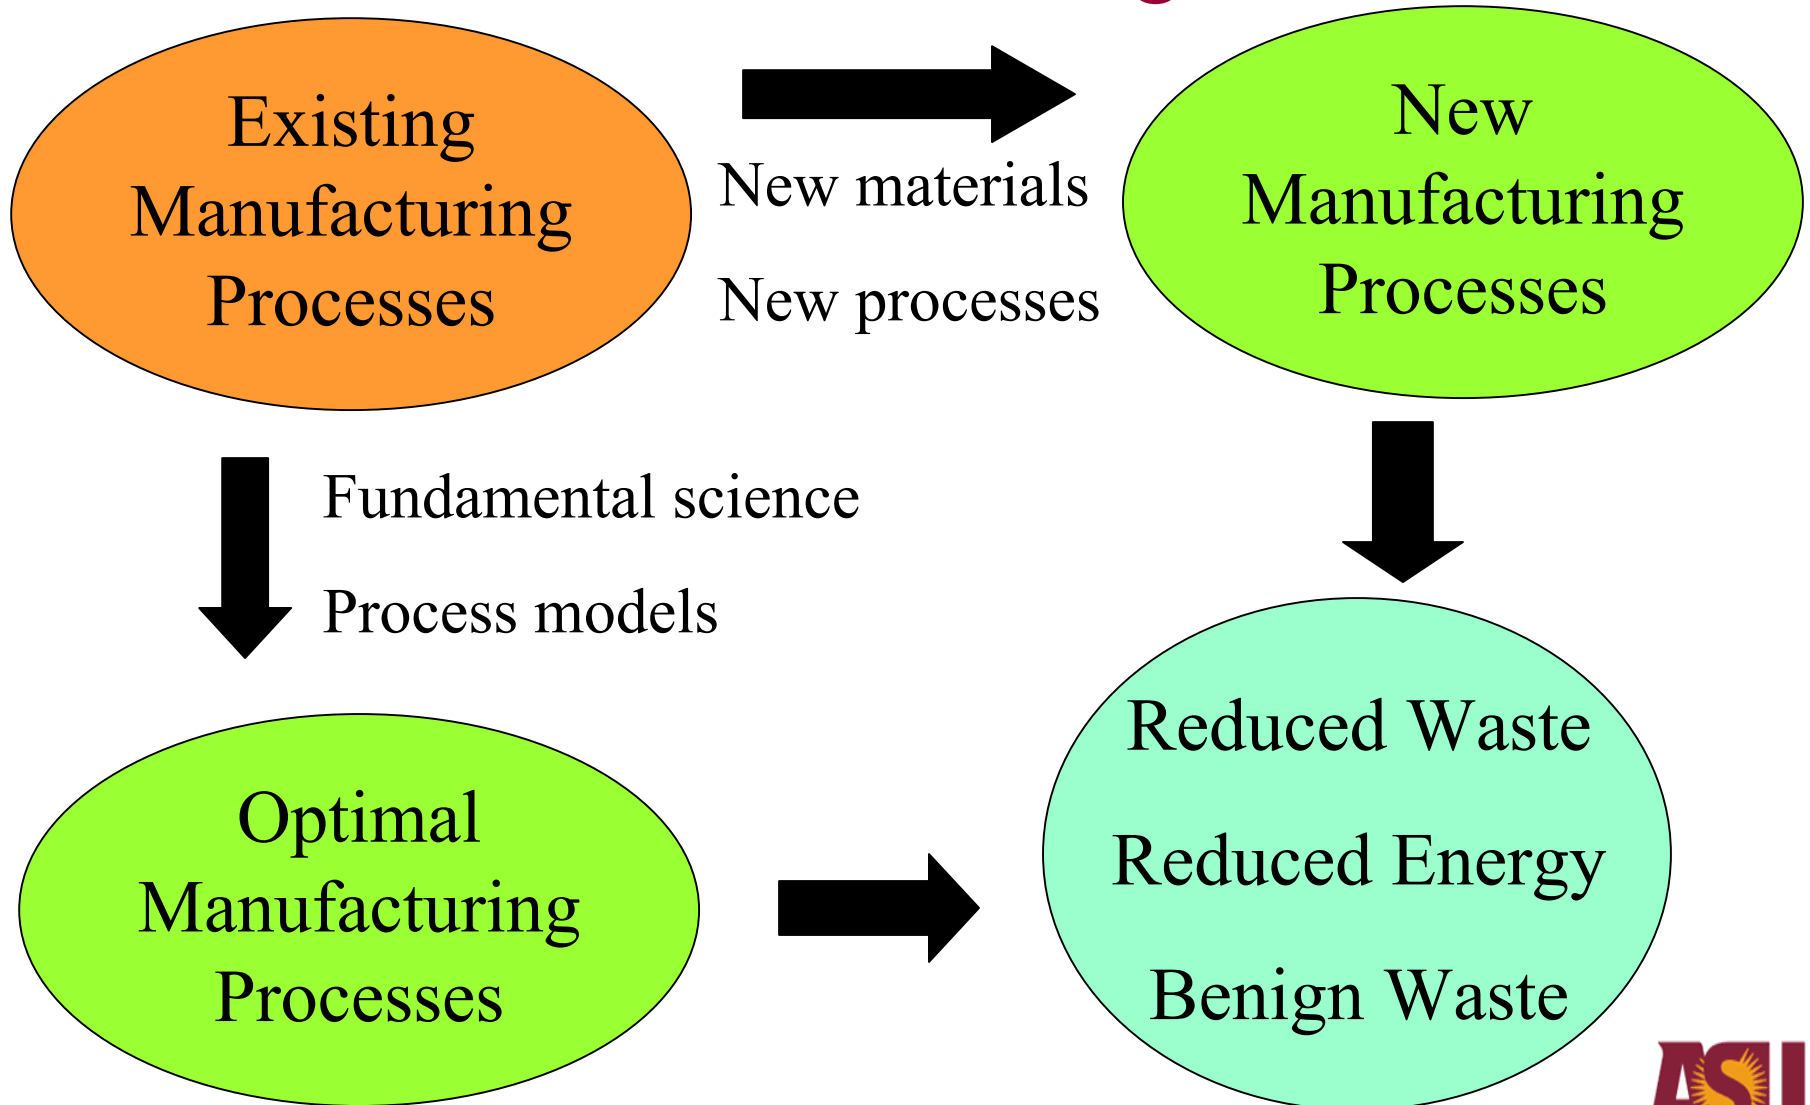 Existing
Manufacturing
Processes
New materials
New processes
New
Manufacturing
Processes
Fundamental science
Process models
Optimal
Manufacturing
Processes
Reduced Waste
Reduced Energy
Benign Waste
ASU